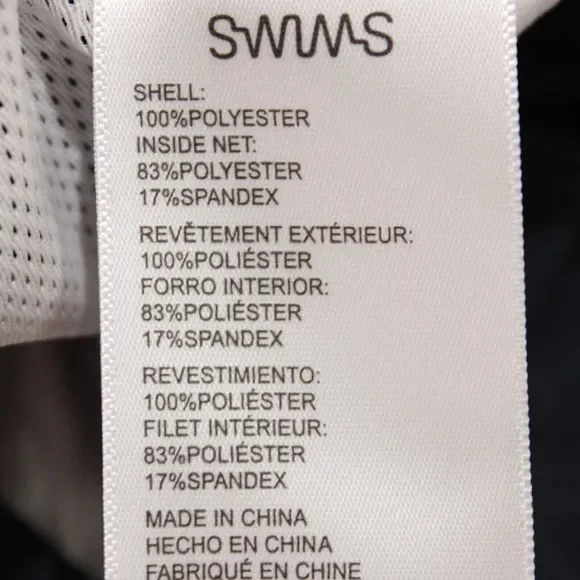 SWIMS
SHELL:
100%POLYESTER
INSIDE NET:
83%POLYESTER
17%SPANDEX
REVÊTEMENT EXTÉRIEUR:
100%POLIÉSTER
FORRO INTERIOR:
83%POLIÉSTER
17%SPANDEX
REVESTIMIENTO:
100%POLIÉSTER
FILET INTÉRIEUR:
83%POLIÉSTER
17%SPANDEX
MADE IN CHINA
HECHO EN CHINA
FABRIQUÉ EN CHINE